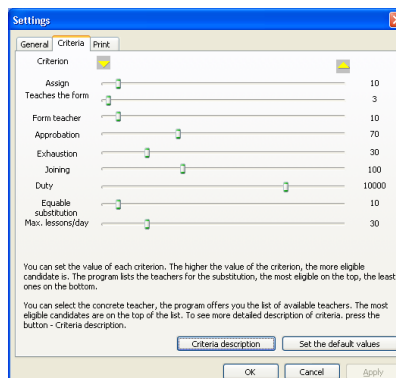 Settings
General Criteria Print
Criterion
Assign 10
Teaches the form 3
Form teacher 10
Approbation 70
Exhaustion 30
Joining 100
Duty 10000
Equable
substitution 10
Max. lessons/day 30
You can set the value of each criterion. The higher the value of the criterion, the more eligible
candidate is. The program lists the teachers for the substitution, the most eligible on the top, the least
ones on the bottom.
You can select the concrete teacher, the program offers you the list of available teachers. The most
eligible candidates are on the top of the list. To see more detailed description of criteria. press the
button - Criteria description.
Criteria description Set the default values
OK Cancel Apply